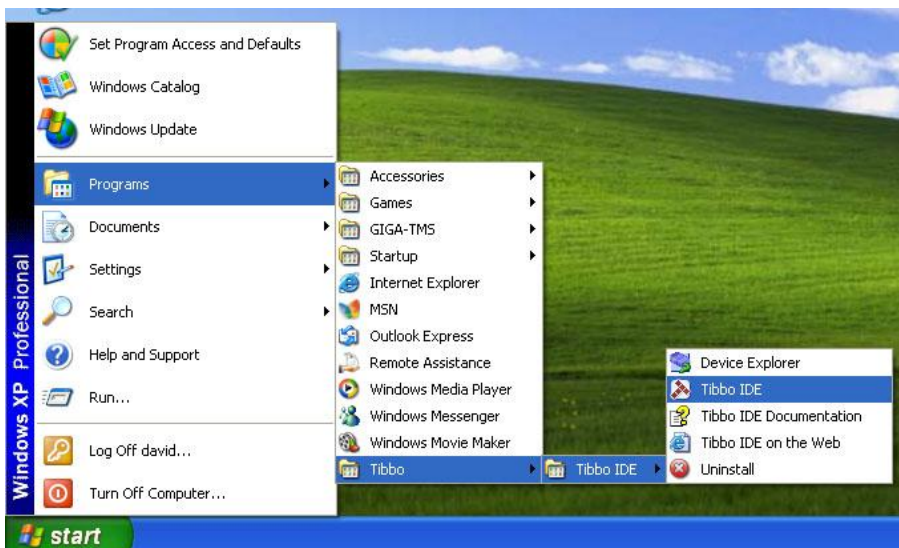 Set Program Access and Defaults
Windows Catalog
Windows Update
Programs
Documents
Settings
Search
Help and Support
Run...
Log Off david...
Turn Off Computer...
Windows XP Professional
Accessories
Games
GIGA-TMS
Startup
Internet Explorer
MSN
Outlook Express
Remote Assistance
Windows Media Player
Windows Messenger
Windows Movie Maker
Tibbo
Tibbo IDE
Device Explorer
Tibbo IDE
Tibbo IDE Documentation
Tibbo IDE on the Web
Uninstall
start